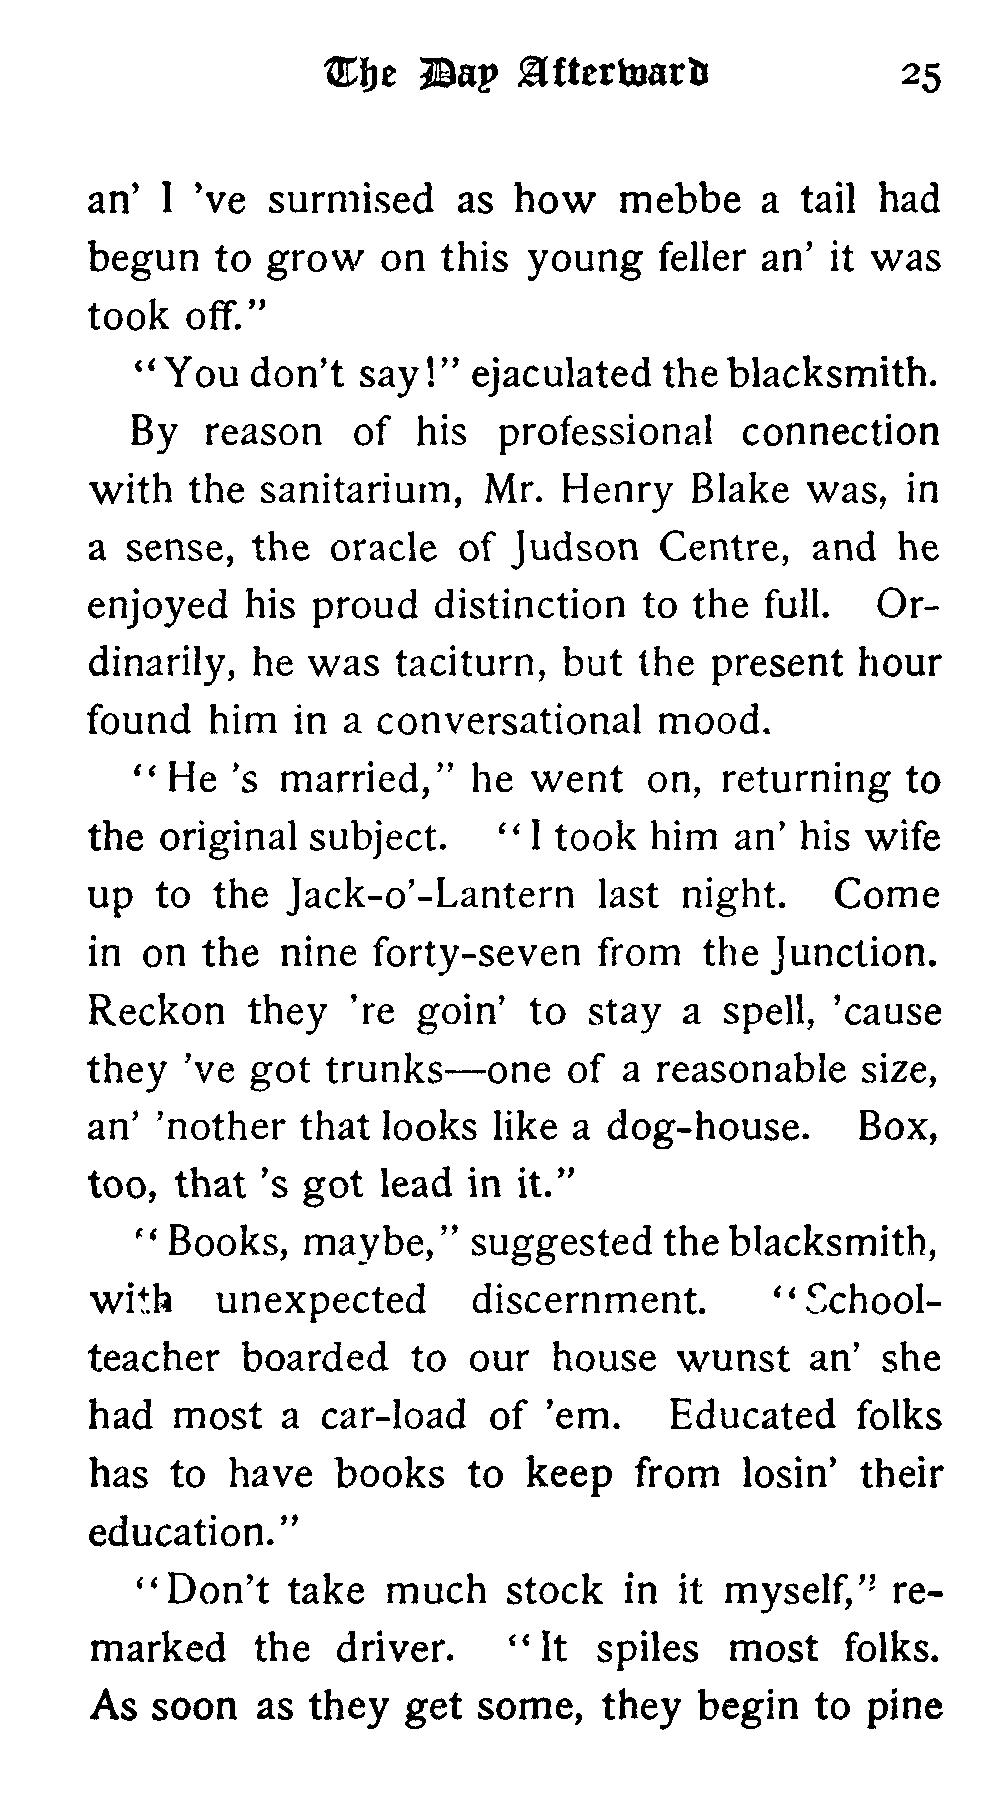 The Day Afterward 25
an' I 've surmised as how mebbe a tail had
begun to grow on this young feller an' it was
took off."
"You don't say!" ejaculated the blacksmith.
By reason of his professional connection
with the sanitarium, Mr. Henry Blake was, in
a sense, the oracle of Judson Centre, and he
enjoyed his proud distinction to the full. Or-
dinarily, he was taciturn, but the present hour
found him in a conversational mood.
"He 's married," he went on, returning to
the original subject. "I took him an' his wife
up to the Jack-o'-Lantern last night. Come
in on the nine forty-seven from the Junction.
Reckon they 're goin' to stay a spell, 'cause
they 've got trunks—one of a reasonable size,
an' 'nother that looks like a dog-house. Box,
too, that 's got lead in it."
"Books, maybe," suggested the blacksmith,
with unexpected discernment. "School-
teacher boarded to our house wunst an' she
had most a car-load of 'em. Educated folks
has to have books to keep from losin' their
education."
"Don't take much stock in it myself," re-
marked the driver. "It spiles most folks.
As soon as they get some, they begin to pine